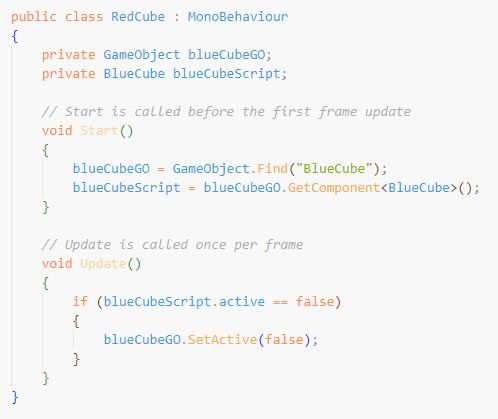 public class RedCube : MonoBehaviour
{
    private GameObject blueCubeGO;
    private BlueCube blueCubeScript;

    // Start is called before the first frame update
    void Start()
    {
        blueCubeGO = GameObject.Find("BlueCube");
        blueCubeScript = blueCubeGO.GetComponent<BlueCube>();
    }

    // Update is called once per frame
    void Update()
    {
        if (blueCubeScript.active == false)
        {
            blueCubeGO.SetActive(false);
        }
    }
}